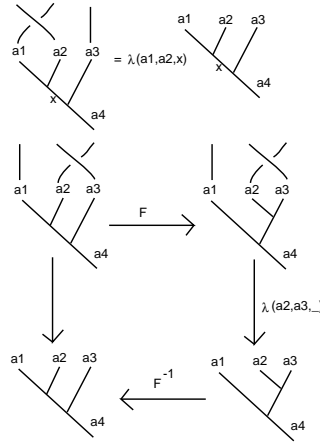 a1 a2 a3
a1 a2 a3 = λ(a1,a2,x)
x x
a4 a4
a1 a2 a3 a1 a2 a3
F
a4 a4
λ(a2,a3,_)
a1 a2 a3 a1 a2 a3
F-1
a4 a4